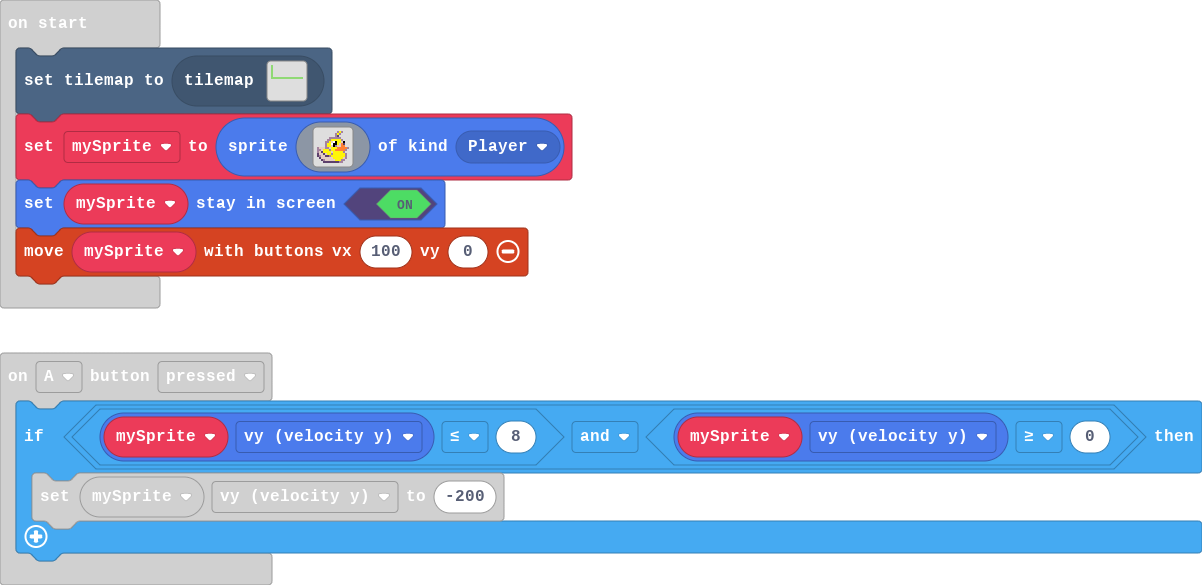 on start
set tilemap to tilemap
set mySprite to sprite of kind Player
set mySprite stay in screen ON
move mySprite with buttons vx 100 vy 0
on A button pressed
if mySprite vy (velocity y) ≤ 8 and mySprite vy (velocity y) ≥ 0 then
set mySprite vy (velocity y) to -200